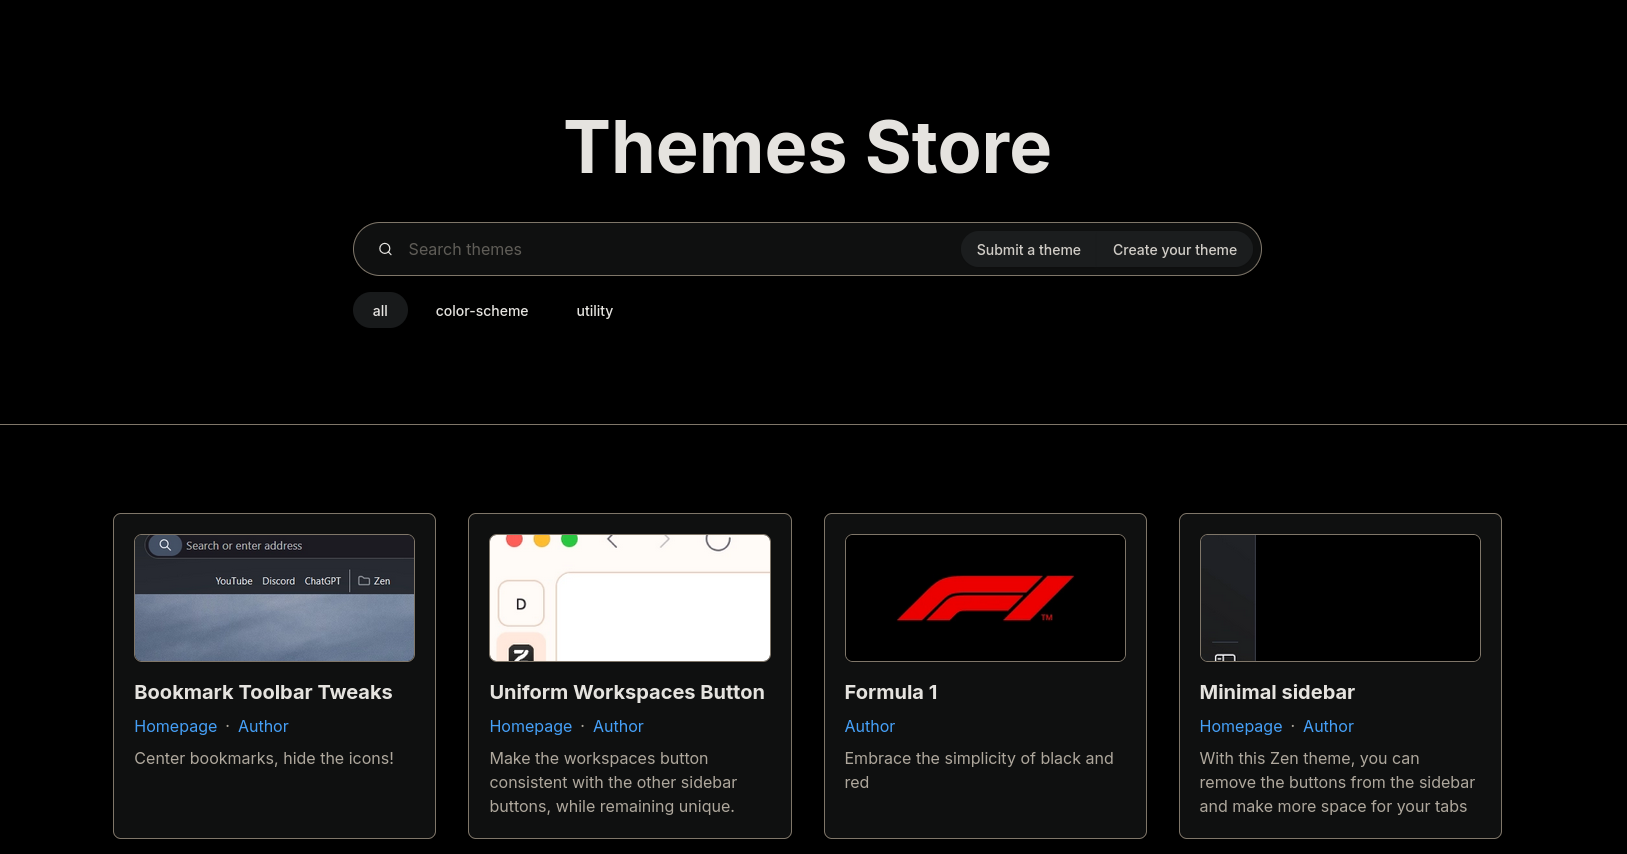 Themes Store
Search themes
Submit a theme
Create your theme
all
color-scheme
utility
Search or enter address
YouTube Discord ChatGPT Zen
Bookmark Toolbar Tweaks
Homepage · Author
Center bookmarks, hide the icons!
D
Uniform Workspaces Button
Homepage · Author
Make the workspaces button
consistent with the other sidebar
buttons, while remaining unique.
F1 TM
Formula 1
Author
Embrace the simplicity of black and
red
Minimal sidebar
Homepage · Author
With this Zen theme, you can
remove the buttons from the sidebar
and make more space for your tabs